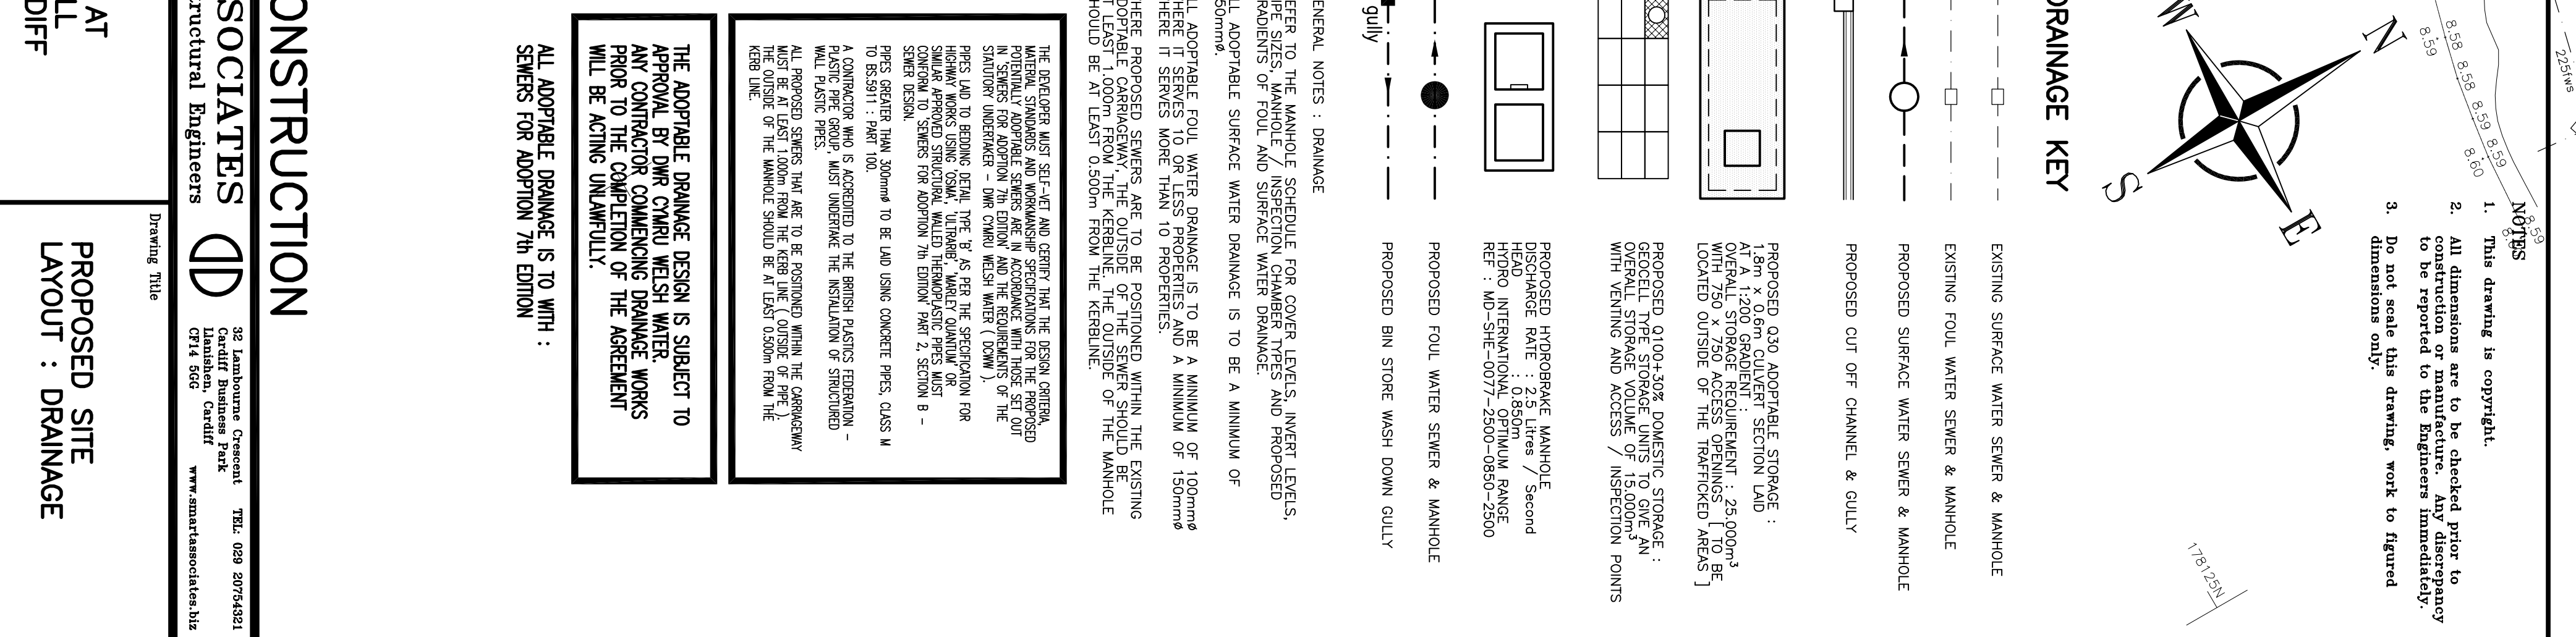 8.59
8.58
8.58
8.59
8.59
8.60
8.59
225fws
NOTES
1. This drawing is copyright.
2. All dimensions are to be checked prior to
construction or manufacture. Any discrepancy
to be reported to the Engineers immediately.
3. Do not scale this drawing, work to figured
dimensions only.
N
W
E
S
178125N
DRAINAGE KEY
EXISTING SURFACE WATER SEWER & MANHOLE
EXISTING FOUL WATER SEWER & MANHOLE
PROPOSED SURFACE WATER SEWER & MANHOLE
PROPOSED CUT OFF CHANNEL & GULLY
PROPOSED Q30 ADOPTABLE STORAGE :
1.8m x 0.6m CULVERT SECTION LAID
AT A 1:200 GRADIENT :
OVERALL STORAGE REQUIREMENT : 25.000m³
WITH 750 x 750 ACCESS OPENINGS [ TO BE
LOCATED OUTSIDE OF THE TRAFFICKED AREAS ]
PROPOSED Q100+30% DOMESTIC STORAGE :
GEOCELL TYPE STORAGE UNITS TO GIVE AN
OVERALL STORAGE VOLUME OF 15.000m³
WITH VENTING AND ACCESS / INSPECTION POINTS
PROPOSED HYDROBRAKE MANHOLE
DISCHARGE RATE : 2.5 Litres / Second
HEAD : 0.850m
HYDRO INTERNATIONAL OPTIMUM RANGE
REF : MD-SHE-0077-2500-0850-2500
PROPOSED FOUL WATER SEWER & MANHOLE
gully
PROPOSED BIN STORE WASH DOWN GULLY
ENERAL NOTES : DRAINAGE
EFER TO THE MANHOLE SCHEDULE FOR COVER LEVELS, INVERT LEVELS,
IPE SIZES, MANHOLE / INSPECTION CHAMBER TYPES AND PROPOSED
RADIENTS OF FOUL AND SURFACE WATER DRAINAGE.
LL ADOPTABLE SURFACE WATER DRAINAGE IS TO BE A MINIMUM OF
50mmø.
LL ADOPTABLE FOUL WATER DRAINAGE IS TO BE A MINIMUM OF 100mmø
HERE IT SERVES 10 OR LESS PROPERTIES AND A MINIMUM OF 150mmø
HERE IT SERVES MORE THAN 10 PROPERTIES.
HERE PROPOSED SEWERS ARE TO BE POSITIONED WITHIN THE EXISTING
DOPTABLE CARRIAGEWAY, THE OUTSIDE OF THE SEWER SHOULD BE
T LEAST 1.000m FROM THE KERBLINE. THE OUTSIDE OF THE MANHOLE
HOULD BE AT LEAST 0.500m FROM THE KERBLINE.
THE DEVELOPER MUST SELF-VET AND CERTIFY THAT THE DESIGN CRITERIA,
MATERIAL STANDARDS AND WORKMANSHIP SPECIFICATIONS FOR THE PROPOSED
POTENTIALLY ADOPTABLE SEWERS ARE IN ACCORDANCE WITH THOSE SET OUT
IN 'SEWERS FOR ADOPTION 7th EDITION' AND THE REQUIREMENTS OF THE
STATUTORY UNDERTAKER - DWR CYMRU WELSH WATER ( DCWW ).
PIPES LAID TO BEDDING DETAIL TYPE 'B' AS PER THE SPECIFICATION FOR
HIGHWAY WORKS USING 'OSMA', 'ULTRARIB', 'MARLEY QUANTUM' OR
SIMILAR APPROVED STRUCTURAL WALLED THERMOPLASTIC PIPES MUST
CONFORM TO 'SEWERS FOR ADOPTION 7th EDITION' PART 2, SECTION B -
SEWER DESIGN.
PIPES GREATER THAN 300mmø TO BE LAID USING CONCRETE PIPES, CLASS M
TO BS.5911 : PART 100.
A CONTRACTOR WHO IS ACCREDITED TO THE BRITISH PLASTICS FEDERATION -
PLASTIC PIPE GROUP, MUST UNDERTAKE THE INSTALLATION OF STRUCTURED
WALL PLASTIC PIPES.
ALL PROPOSED SEWERS THAT ARE TO BE POSITIONED WITHIN THE CARRIAGEWAY
MUST BE AT LEAST 1.000m FROM THE KERB LINE ( OUTSIDE OF PIPE ).
THE OUTSIDE OF THE MANHOLE SHOULD BE AT LEAST 0.500m FROM THE
KERB LINE.
THE ADOPTABLE DRAINAGE DESIGN IS SUBJECT TO
APPROVAL BY DWR CYMRU WELSH WATER.
ANY CONTRACTOR COMMENCING DRAINAGE WORKS
PRIOR TO THE COMPLETION OF THE AGREEMENT
WILL BE ACTING UNLAWFULLY.
ALL ADOPTABLE DRAINAGE IS TO WITH :
SEWERS FOR ADOPTION 7th EDITION
ONSTRUCTION
SOCIATES
ructural Engineers
32 Lambourne Crescent
Cardiff Business Park
Llanishen, Cardiff
CF14 5GG
TEL: 029 20754321
www.smartassociates.biz
AT
LL
DIFF
Drawing Title
PROPOSED SITE
LAYOUT : DRAINAGE